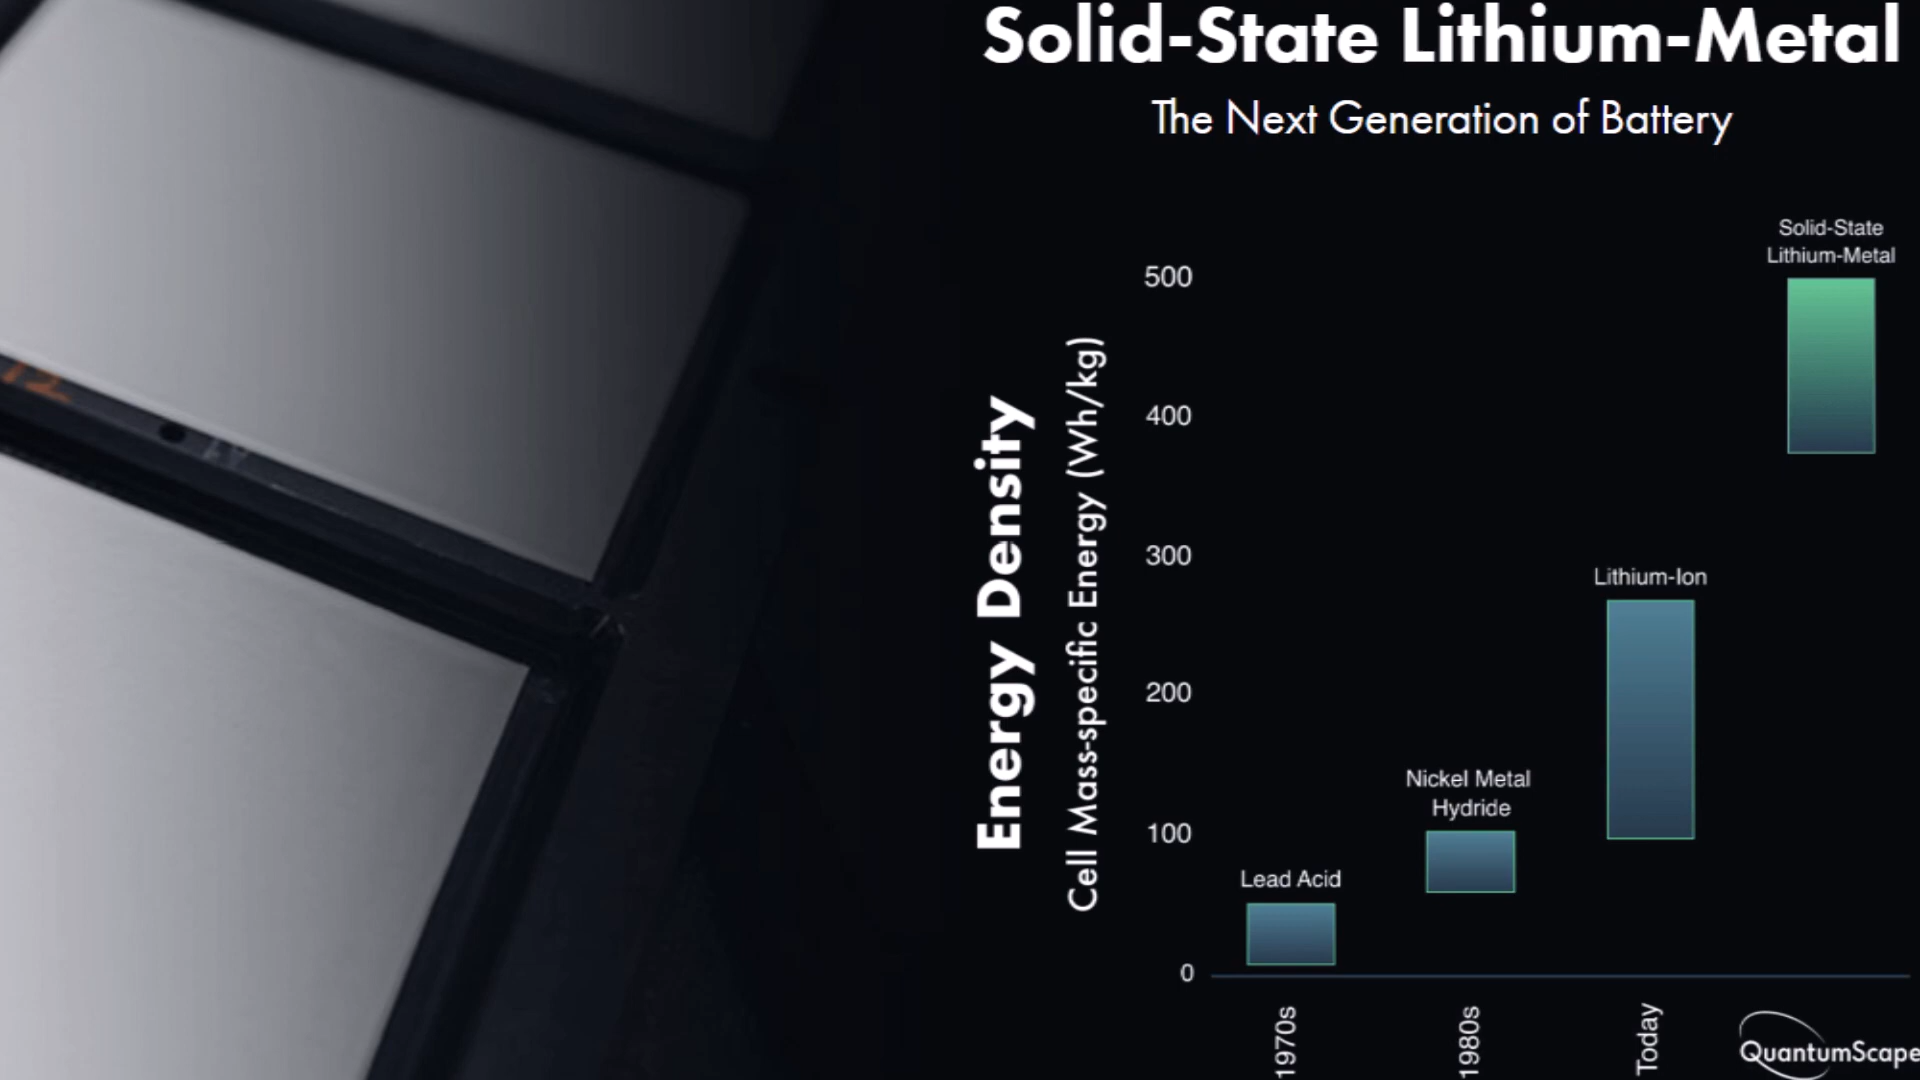 Solid-State Lithium-Metal
The Next Generation of Battery
Energy Density
Cell Mass-specific Energy (Wh/kg)
500
400
300
200
100
0
Lead Acid
Nickel Metal
Hydride
Lithium-Ion
Solid-State
Lithium-Metal
1970s
1980s
Today
QuantumScape
12